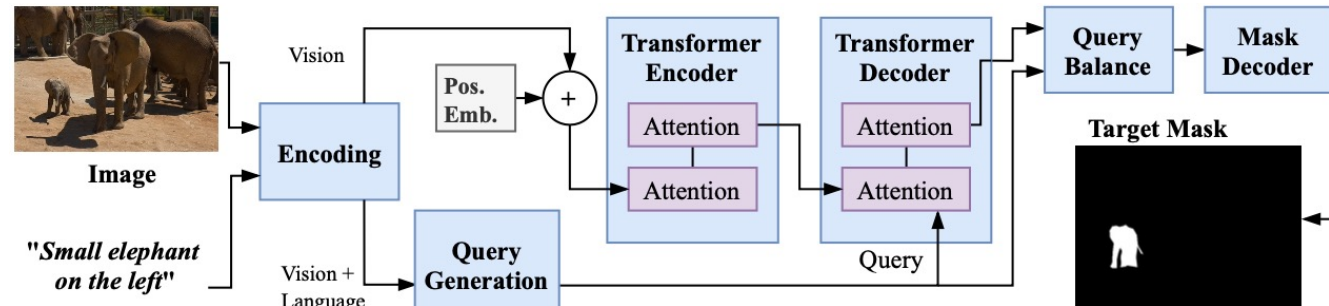 Image
"Small elephant
on the left"
Vision
Encoding
Vision +
Language
Pos.
Emb.
+
Query
Generation
Transformer
Encoder
Attention
Attention
Transformer
Decoder
Attention
Attention
Query
Query
Balance
Mask
Decoder
Target Mask